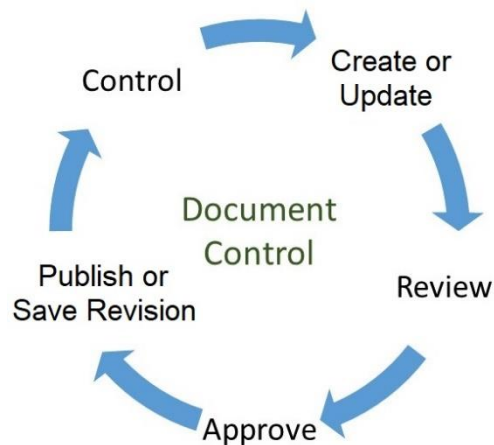 Control
Create or
Update
Document
Control
Review
Publish or
Save Revision
Approve